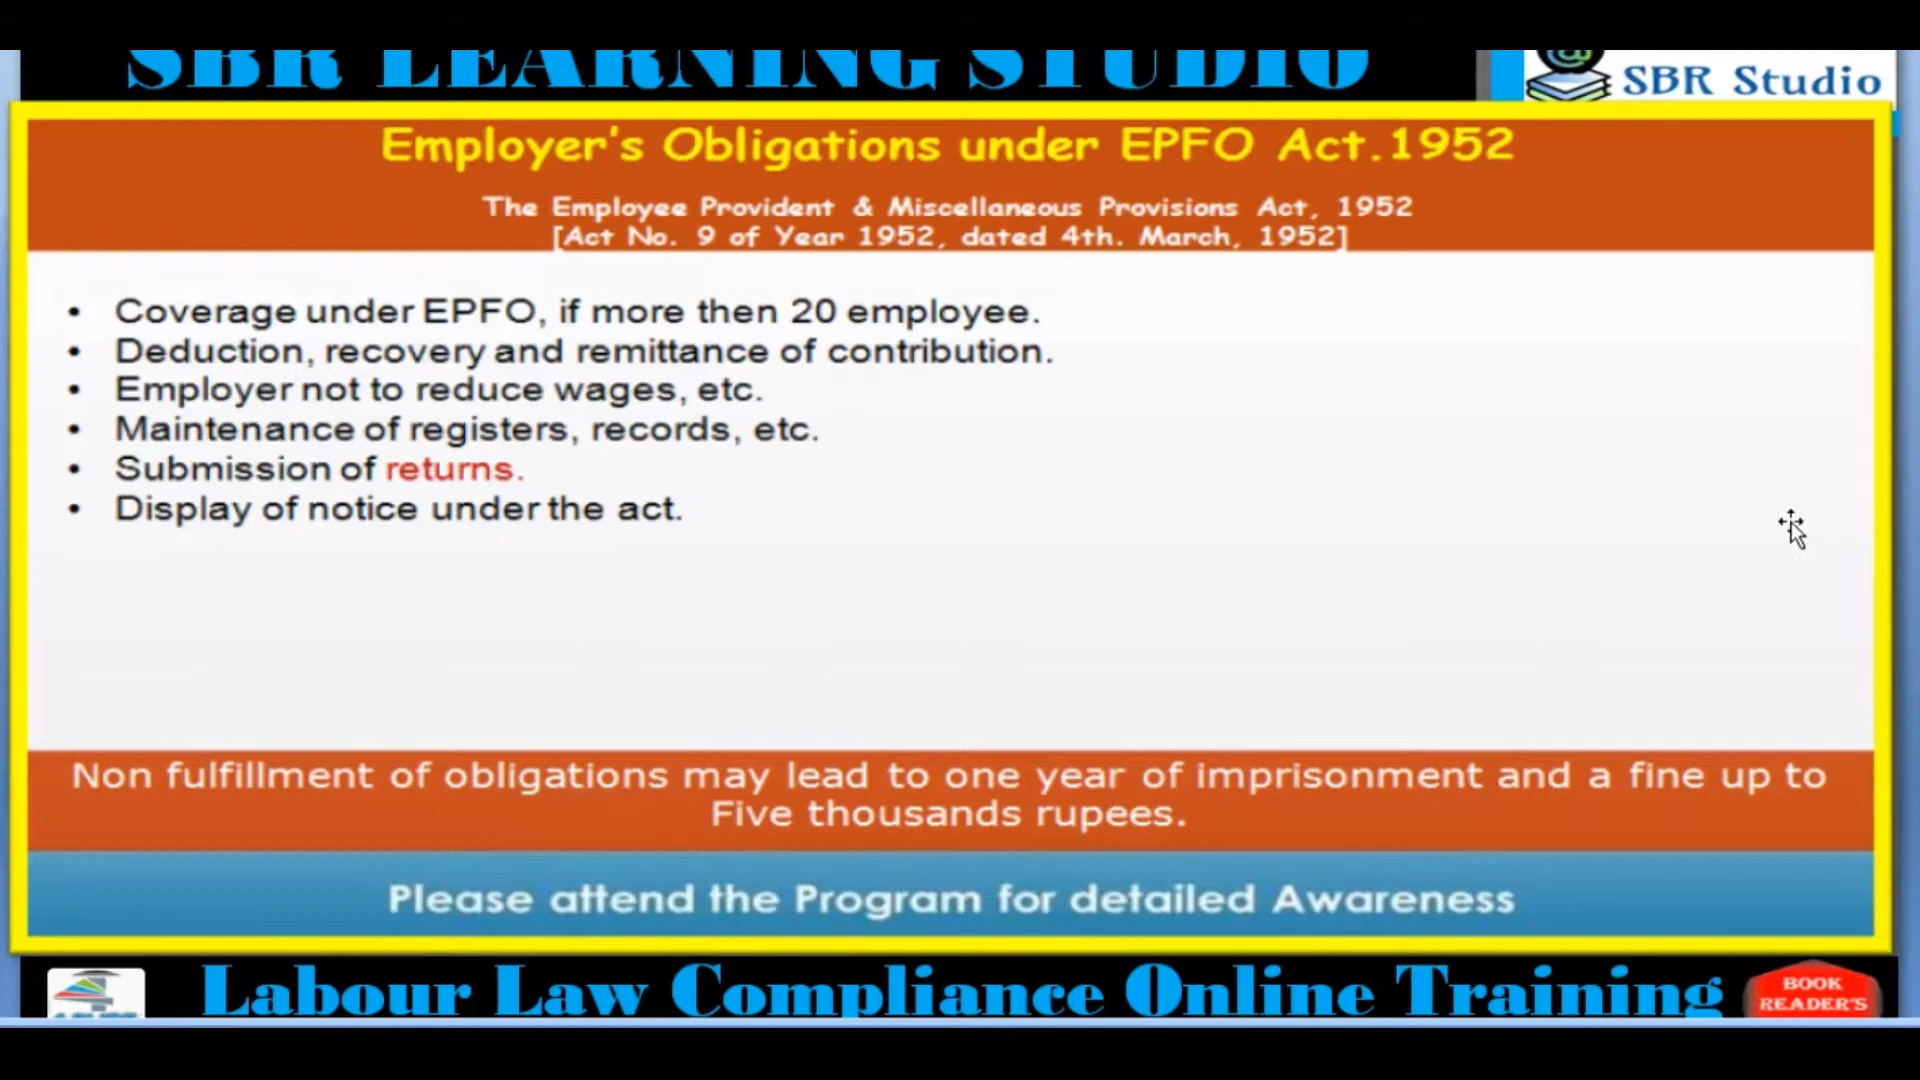 SBR LEARNING STUDIO
SBR Studio
Employer's Obligations under EPFO Act.1952
The Employee Provident & Miscellaneous Provisions Act, 1952
[Act No. 9 of Year 1952, dated 4th. March, 1952]
• Coverage under EPFO, if more then 20 employee.
• Deduction, recovery and remittance of contribution.
• Employer not to reduce wages, etc.
• Maintenance of registers, records, etc.
• Submission of returns.
• Display of notice under the act.
Non fulfillment of obligations may lead to one year of imprisonment and a fine up to
Five thousands rupees.
Please attend the Program for detailed Awareness
Labour Law Compliance Online Training
BOOK
READER'S